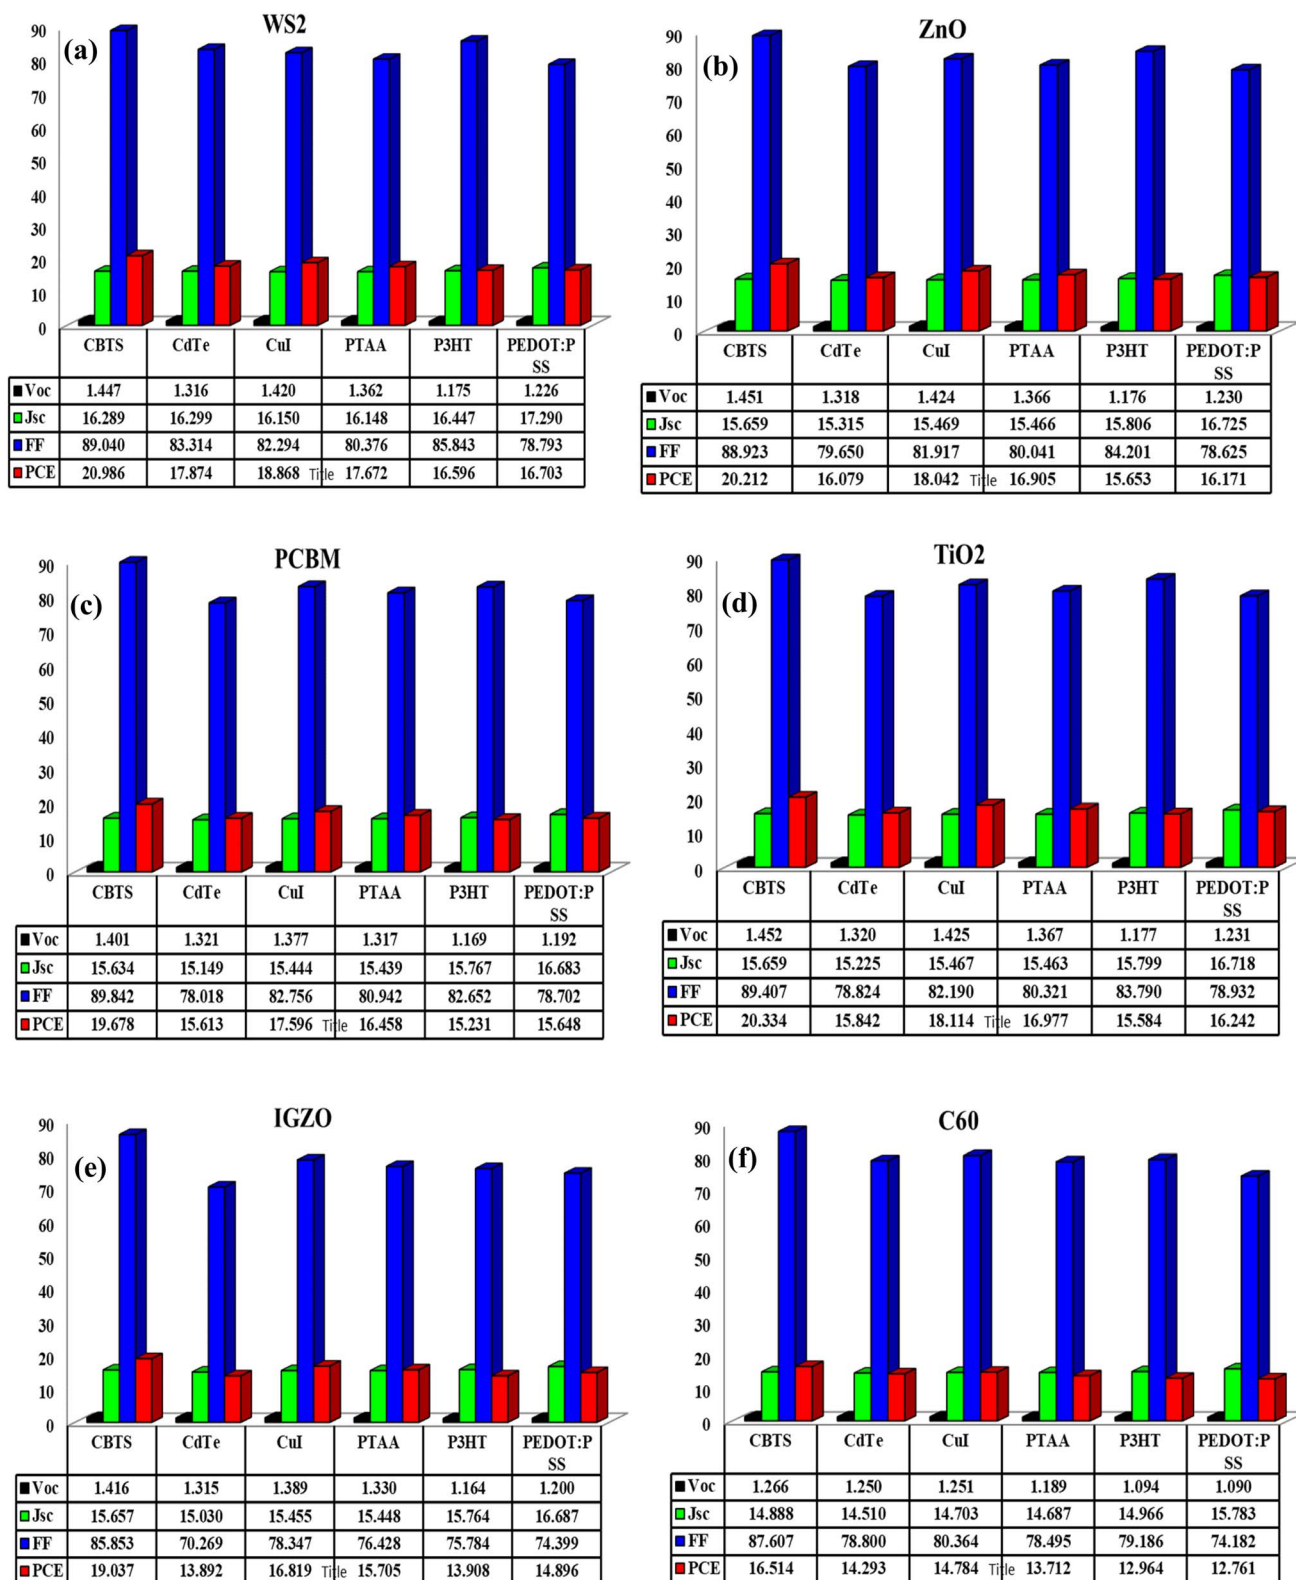 WS2
(a)
90
80
70
60
50
40
30
20
10
0
CBTS CdTe CuI PTAA P3HT PEDOT:P
SS
Voc 1.447 1.316 1.420 1.362 1.175 1.226
Jsc 16.289 16.299 16.150 16.148 16.447 17.290
FF 89.040 83.314 82.294 80.376 85.843 78.793
PCE 20.986 17.874 18.868 Title 17.672 16.596 16.703
ZnO
(b)
90
80
70
60
50
40
30
20
10
0
CBTS CdTe CuI PTAA P3HT PEDOT:P
SS
Voc 1.451 1.318 1.424 1.366 1.176 1.230
Jsc 15.659 15.315 15.469 15.466 15.806 16.725
FF 88.923 79.650 81.917 80.041 84.201 78.625
PCE 20.212 16.079 18.042 Title 16.905 15.653 16.171
PCBM
(c)
90
80
70
60
50
40
30
20
10
0
CBTS CdTe CuI PTAA P3HT PEDOT:P
SS
Voc 1.401 1.321 1.377 1.317 1.169 1.192
Jsc 15.634 15.149 15.444 15.439 15.767 16.683
FF 89.842 78.018 82.756 80.942 82.652 78.702
PCE 19.678 15.613 17.596 Title 16.458 15.231 15.648
TiO2
(d)
90
80
70
60
50
40
30
20
10
0
CBTS CdTe CuI PTAA P3HT PEDOT:P
SS
Voc 1.452 1.320 1.425 1.367 1.177 1.231
Jsc 15.659 15.225 15.467 15.463 15.799 16.718
FF 89.407 78.824 82.190 80.321 83.790 78.932
PCE 20.334 15.842 18.114 Title 16.977 15.584 16.242
IGZO
(e)
90
80
70
60
50
40
30
20
10
0
CBTS CdTe CuI PTAA P3HT PEDOT:P
SS
Voc 1.416 1.315 1.389 1.330 1.164 1.200
Jsc 15.657 15.030 15.455 15.448 15.764 16.687
FF 85.853 70.269 78.347 76.428 75.784 74.399
PCE 19.037 13.892 16.819 Title 15.705 13.908 14.896
C60
(f)
90
80
70
60
50
40
30
20
10
0
CBTS CdTe CuI PTAA P3HT PEDOT:P
SS
Voc 1.266 1.250 1.251 1.189 1.094 1.090
Jsc 14.888 14.510 14.703 14.687 14.966 15.783
FF 87.607 78.800 80.364 78.495 79.186 74.182
PCE 16.514 14.293 14.784 Title 13.712 12.964 12.761